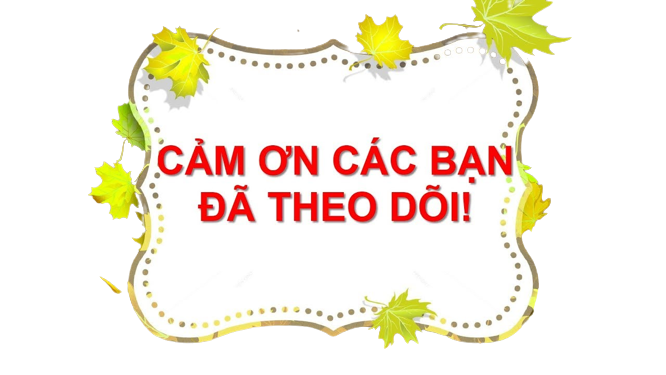 CẢM ƠN CÁC BẠN
ĐÃ THEO DÕI!